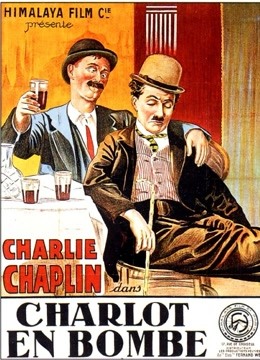 HIMALAYA FILM Cie
présente
CHARLIE
CHAPLIN
dans
CHARLOT
EN BOMBE